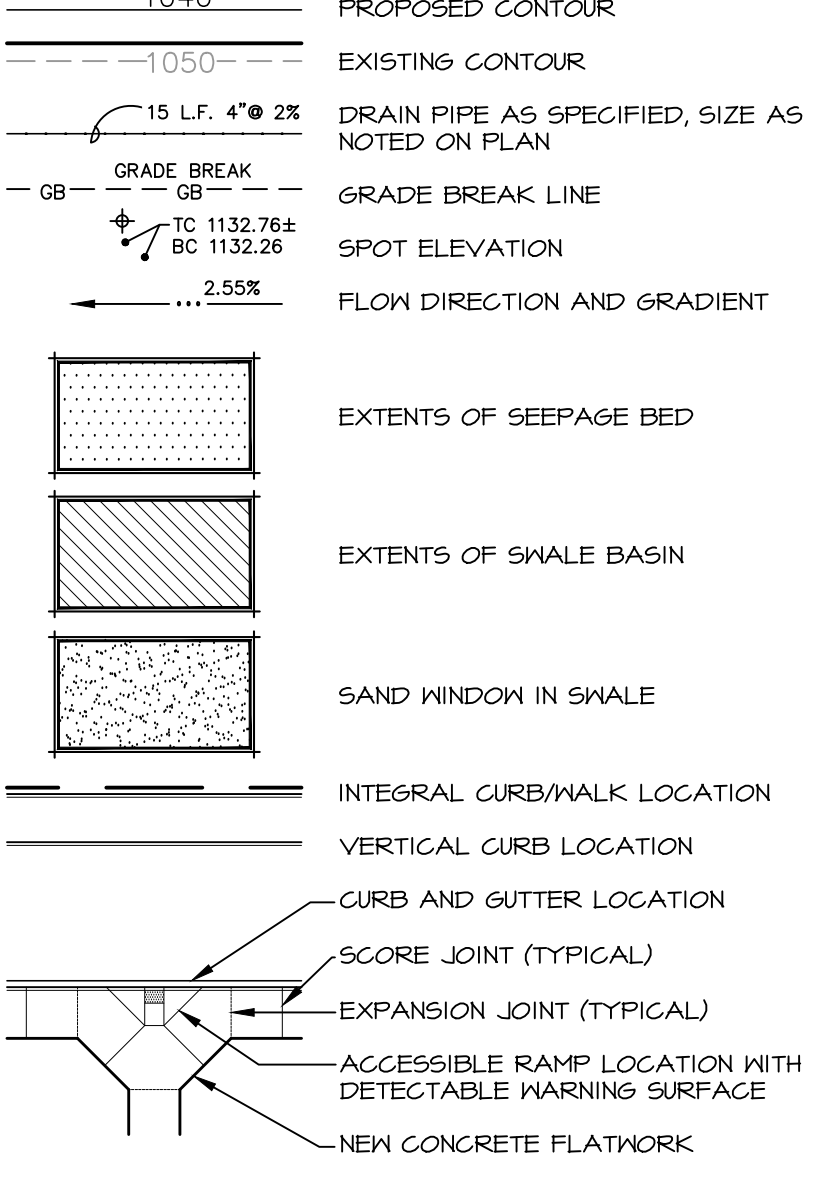 PROPOSED CONTOUR
1050 EXISTING CONTOUR
15 L.F. 4"@ 2% DRAIN PIPE AS SPECIFIED, SIZE AS
NOTED ON PLAN
GRADE BREAK
GB GB GRADE BREAK LINE
TC 1132.76±
BC 1132.26 SPOT ELEVATION
2.55% FLOW DIRECTION AND GRADIENT
EXTENTS OF SEEPAGE BED
EXTENTS OF SWALE BASIN
SAND WINDOW IN SWALE
INTEGRAL CURB/WALK LOCATION
VERTICAL CURB LOCATION
CURB AND GUTTER LOCATION
SCORE JOINT (TYPICAL)
EXPANSION JOINT (TYPICAL)
ACCESSIBLE RAMP LOCATION WITH
DETECTABLE WARNING SURFACE
NEW CONCRETE FLATWORK